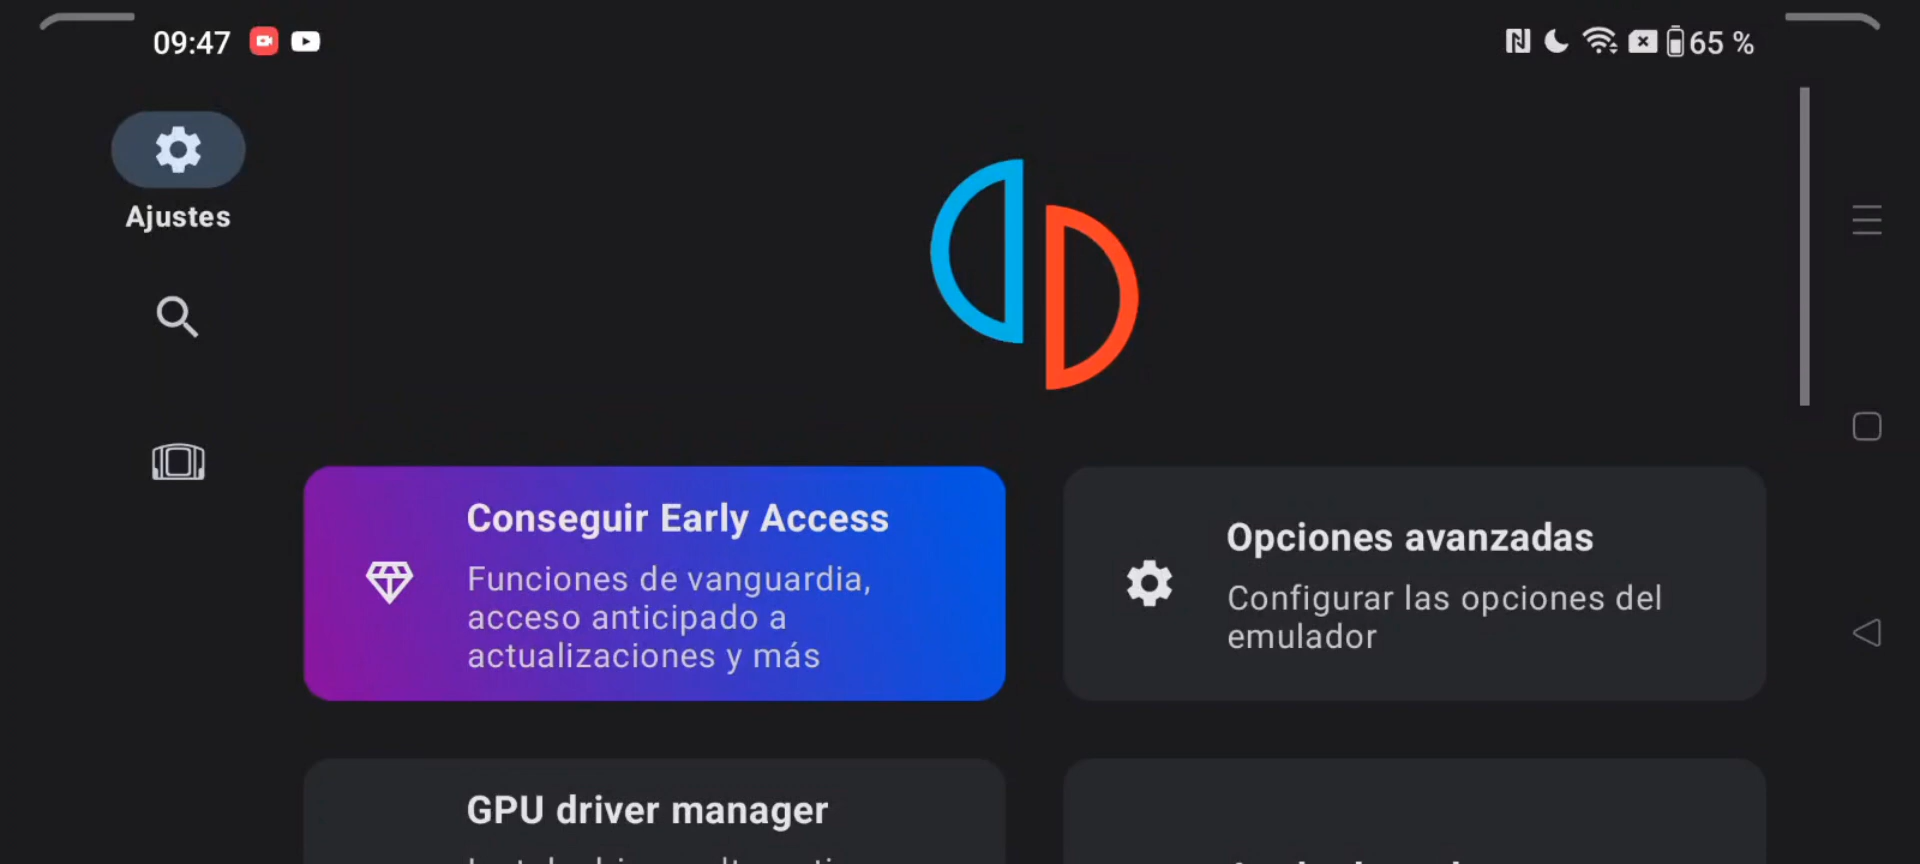 09:47
65 %
Ajustes
Conseguir Early Access
Funciones de vanguardia,
acceso anticipado a
actualizaciones y más
Opciones avanzadas
Configurar las opciones del
emulador
GPU driver manager